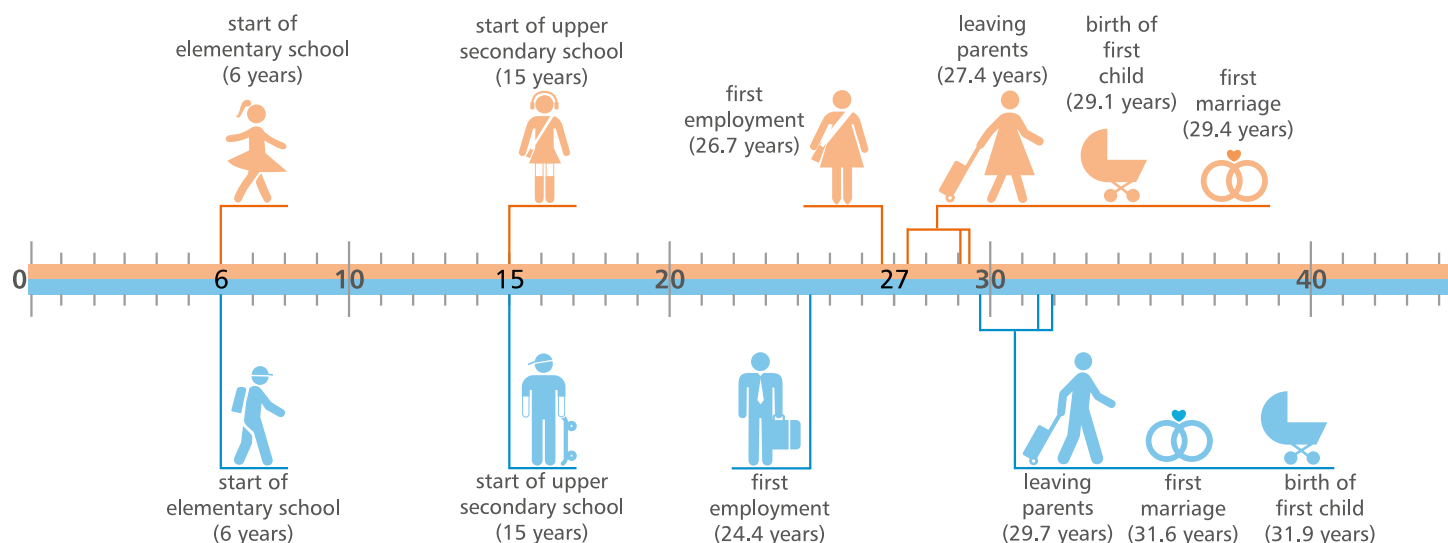 start of
elementary school
(6 years)
start of upper
secondary school
(15 years)
first
employment
(26.7 years)
leaving
parents
(27.4 years)
birth of
first
child
(29.1 years)
first
marriage
(29.4 years)
0 6 10 15 20 27 30 40
start of
elementary school
(6 years)
start of upper
secondary school
(15 years)
first
employment
(24.4 years)
leaving
parents
(29.7 years)
first
marriage
(31.6 years)
birth of
first child
(31.9 years)